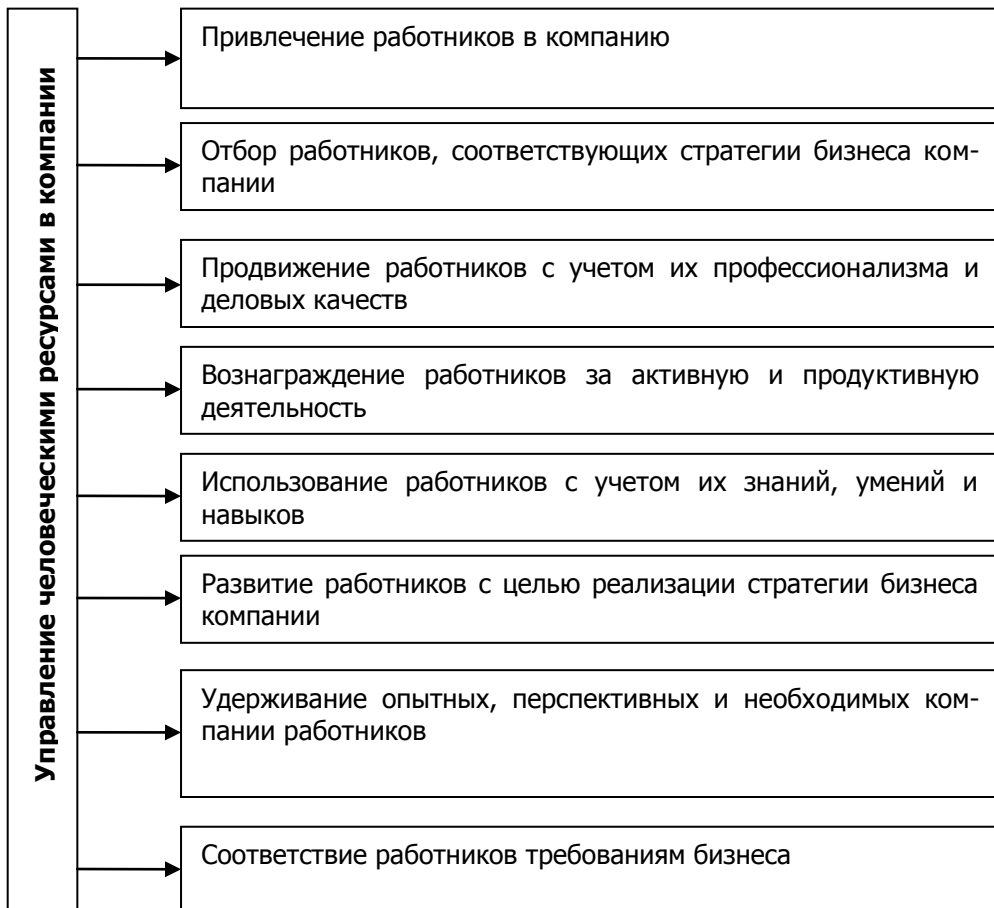 Управление человеческими ресурсами в компании
Привлечение работников в компанию
Отбор работников, соответствующих стратегии бизнеса ком-
пании
Продвижение работников с учетом их профессионализма и
деловых качеств
Вознаграждение работников за активную и продуктивную
деятельность
Использование работников с учетом их знаний, умений и
навыков
Развитие работников с целью реализации стратегии бизнеса
компании
Удерживание опытных, перспективных и необходимых ком-
пании работников
Соответствие работников требованиям бизнеса